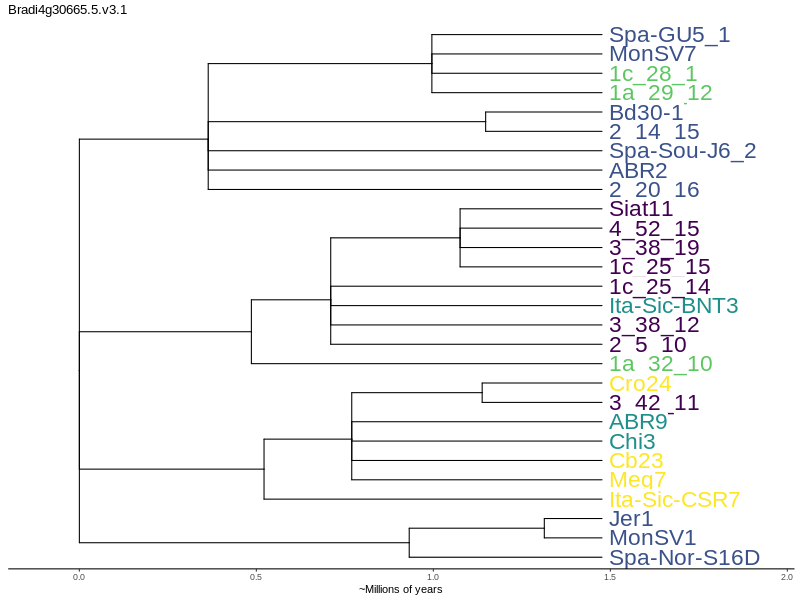 Bradi4g30665.5.v3.1
Spa-GU5_1
MonSV7
1c_28_1
1a_29_12
Bd30-1
2_14_15
Spa-Sou-J6_2
ABR2
2_20_16
Siat11
4_52_15
3_38_19
1c_25_15
1c_25_14
Ita-Sic-BNT3
3_38_12
2_5_10
1a_32_10
Cro24
3_42_11
ABR9
Chi3
Cb23
Meg7
Ita-Sic-CSR7
Jer1
MonSV1
Spa-Nor-S16D
0.0 0.5 1.0 1.5 2.0
~Millions of years